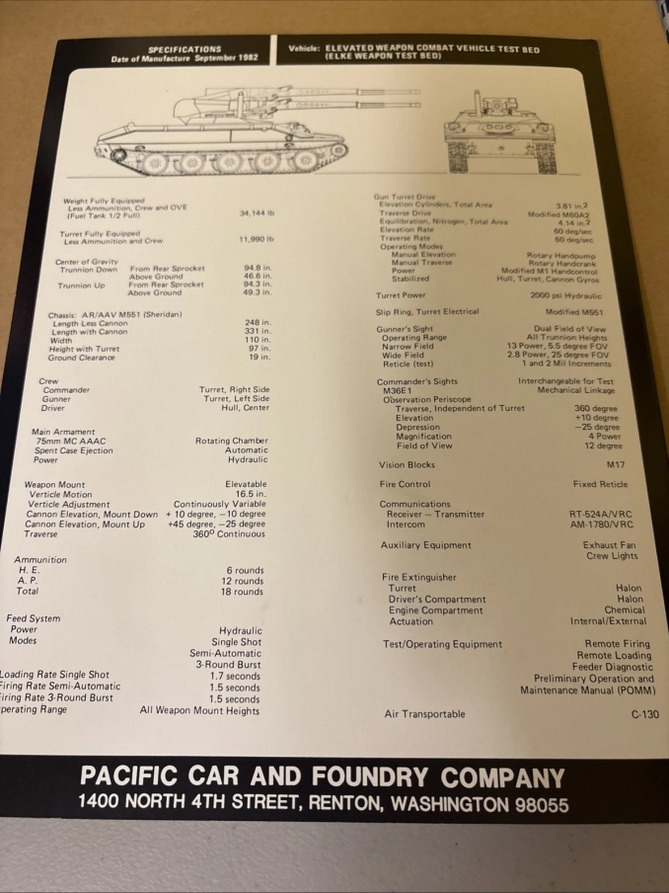 SPECIFICATIONS
Date of Manufacture September 1982
Vehicle: ELEVATED WEAPON COMBAT VEHICLE TEST BED
(ELKE WEAPON TEST BED)
Weight Fully Equipped
Less Ammunition, Crew and OVE
(Fuel Tank 1/2 Full) 34,144 lb
Turret Fully Equipped
Less Ammunition and Crew 11,990 lb
Center of Gravity
Trunnion Down From Rear Sprocket 94.8 in.
Above Ground 46.6 in.
Trunnion Up From Rear Sprocket 94.3 in.
Above Ground 49.3 in.
Chassis: AR/AAV M551 (Sheridan)
Length Less Cannon 248 in.
Length with Cannon 331 in.
Width 110 in.
Height with Turret 97 in.
Ground Clearance 19 in.
Crew
Commander Turret, Right Side
Gunner Turret, Left Side
Driver Hull, Center
Main Armament
75mm MC AAAC Rotating Chamber
Spent Case Ejection Automatic
Power Hydraulic
Weapon Mount Elevatable
Verticle Motion 16.5 in.
Verticle Adjustment Continuously Variable
Cannon Elevation, Mount Down + 10 degree, −10 degree
Cannon Elevation, Mount Up +45 degree, −25 degree
Traverse 360° Continuous
Ammunition
H. E. 6 rounds
A. P. 12 rounds
Total 18 rounds
Feed System
Power Hydraulic
Modes Single Shot
Semi-Automatic
3-Round Burst
Loading Rate Single Shot 1.7 seconds
Firing Rate Semi-Automatic 1.5 seconds
iring Rate 3-Round Burst 1.5 seconds
perating Range All Weapon Mount Heights
Gun Turret Drive
Elevation Cylinders, Total Area 3.81 in.2
Traverse Drive Modified M60A2
Equilibration, Nitrogen, Total Area 4.14 in.2
Elevation Rate 60 deg/sec
Traverse Rate 60 deg/sec
Operating Modes
Manual Elevation Rotary Handpump
Manual Traverse Rotary Handcrank
Power Modified M1 Handcontrol
Stabilized Hull, Turret, Cannon Gyros
Turret Power 2000 psi Hydraulic
Slip Ring, Turret Electrical Modified M551
Gunner's Sight Dual Field of View
Operating Range All Trunnion Heights
Narrow Field 13 Power, 5.5 degree FOV
Wide Field 2.8 Power, 25 degree FOV
Reticle (test) 1 and 2 Mil Increments
Commander's Sights Interchangeable for Test
M36E1 Mechanical Linkage
Observation Periscope
Traverse, Independent of Turret 360 degree
Elevation +10 degree
Depression −25 degree
Magnification 4 Power
Field of View 12 degree
Vision Blocks M17
Fire Control Fixed Reticle
Communications
Receiver — Transmitter RT-524A/VRC
Intercom AM-1780/VRC
Auxiliary Equipment Exhaust Fan
Crew Lights
Fire Extinguisher
Turret Halon
Driver's Compartment Halon
Engine Compartment Chemical
Actuation Internal/External
Test/Operating Equipment Remote Firing
Remote Loading
Feeder Diagnostic
Preliminary Operation and
Maintenance Manual (POMM)
Air Transportable C-130
PACIFIC CAR AND FOUNDRY COMPANY
1400 NORTH 4TH STREET, RENTON, WASHINGTON 98055